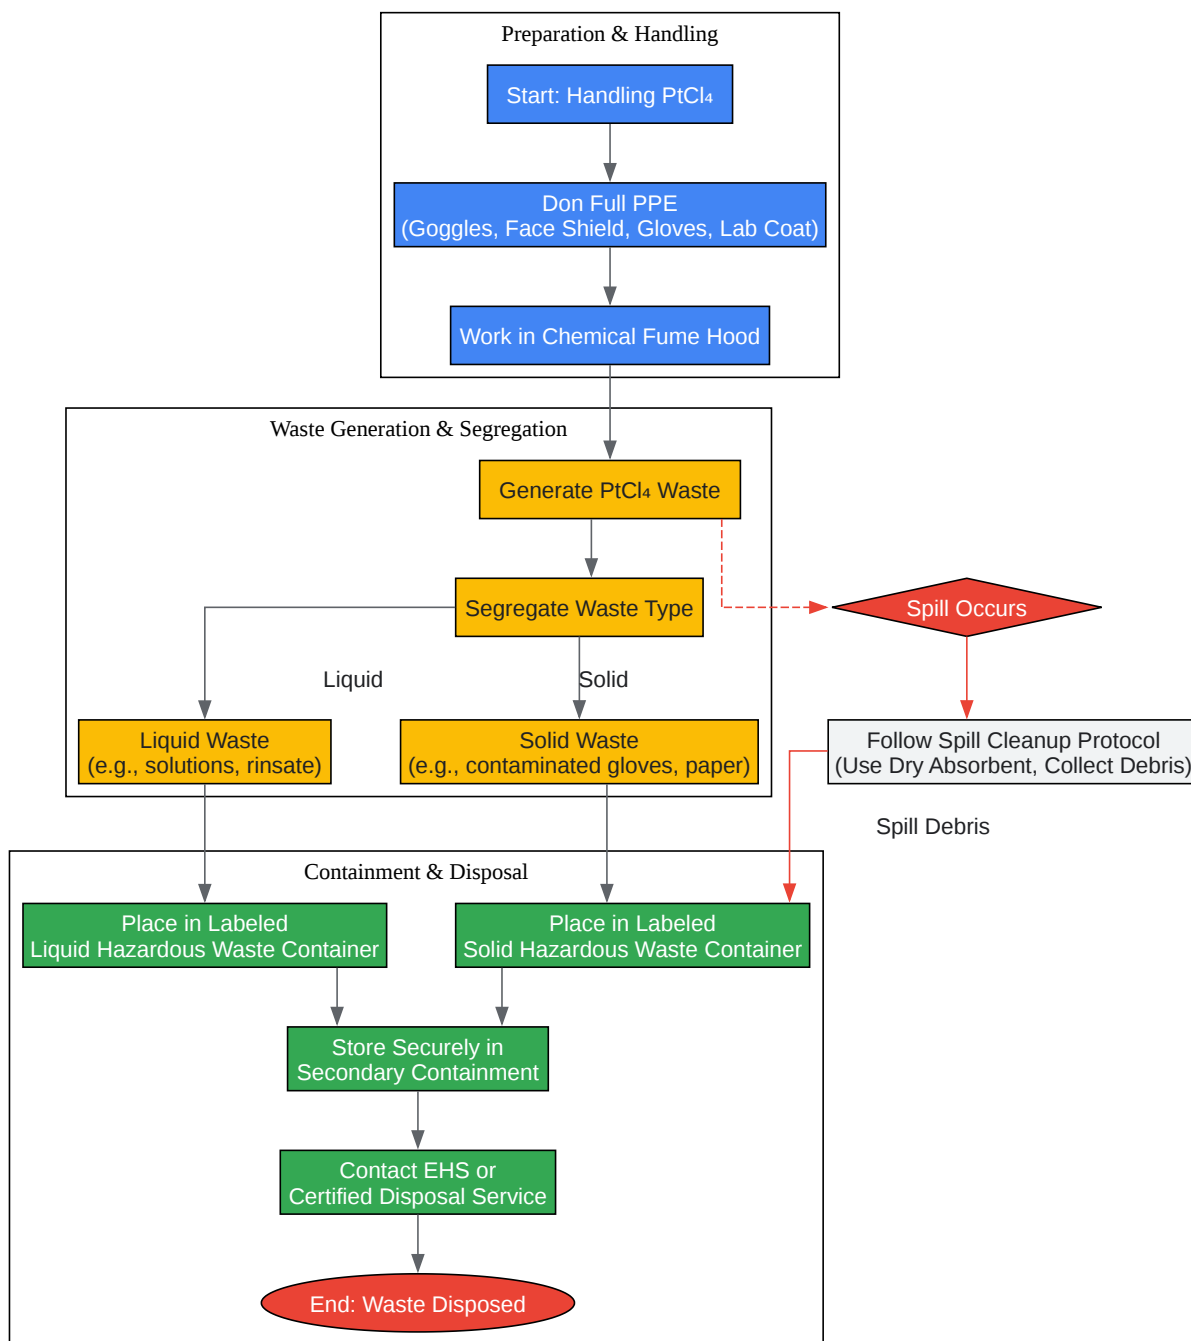 Preparation & Handling
Start: Handling PtCl₄
Don Full PPE
(Goggles, Face Shield, Gloves, Lab Coat)
Work in Chemical Fume Hood
Waste Generation & Segregation
Generate PtCl₄ Waste
Segregate Waste Type
Spill Occurs
Liquid
Solid
Liquid Waste
(e.g., solutions, rinsate)
Solid Waste
(e.g., contaminated gloves, paper)
Follow Spill Cleanup Protocol
(Use Dry Absorbent, Collect Debris)
Spill Debris
Containment & Disposal
Place in Labeled
Liquid Hazardous Waste Container
Place in Labeled
Solid Hazardous Waste Container
Store Securely in
Secondary Containment
Contact EHS or
Certified Disposal Service
End: Waste Disposed